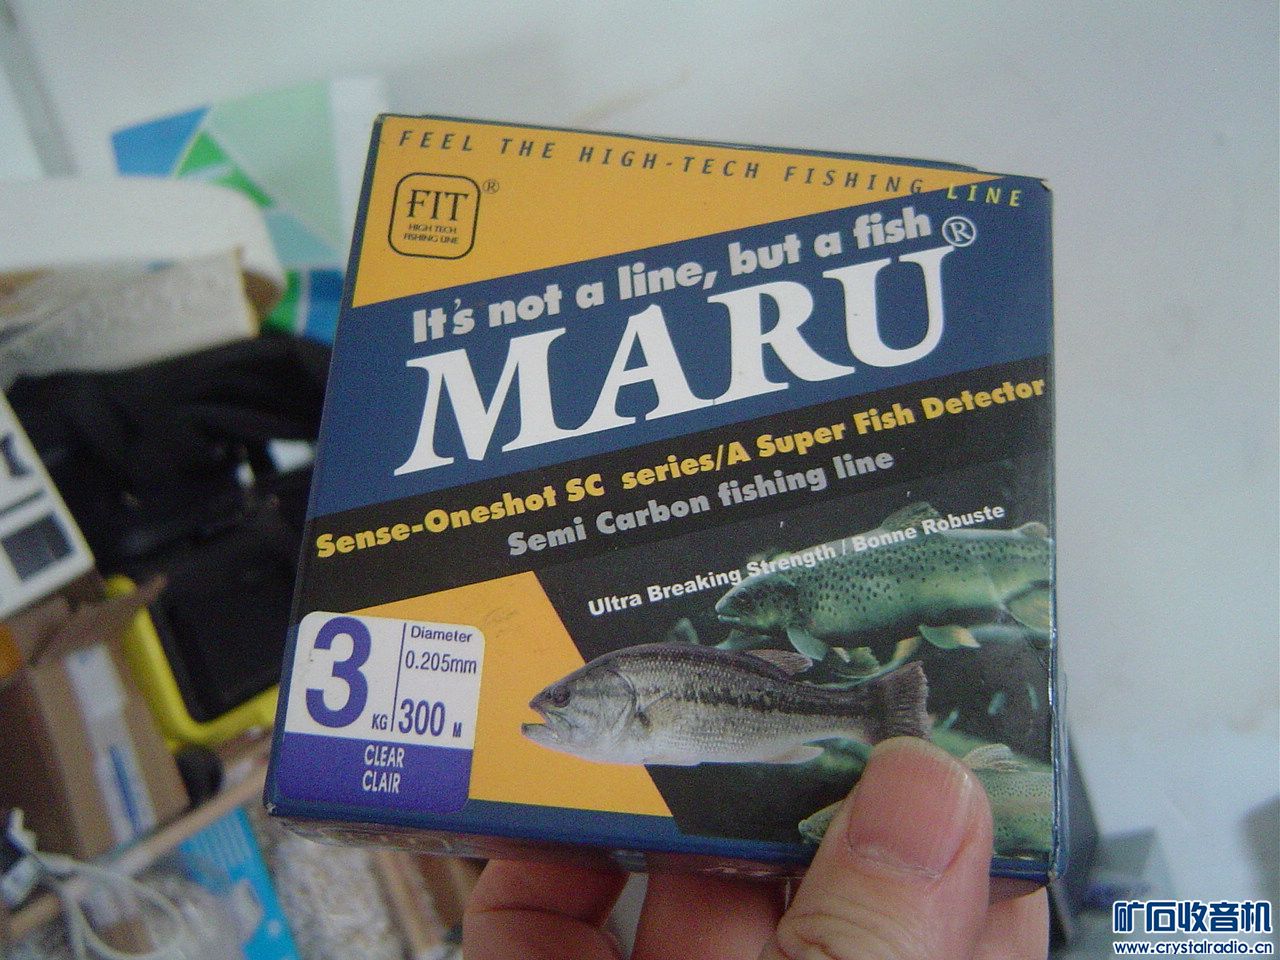 FEEL THE HIGH-TECH FISHING LINE
FIT®
HIGH TECH
FISHING LINE
It's not a line, but a fish
MARU®
Sense-Oneshot SC series/A Super Fish Detector
Semi Carbon fishing line
Ultra Breaking Strength / Bonne Robuste
3 KG
Diameter
0.205mm
300 M
CLEAR
CLAIR
矿石收音机
www.crystalradio.cn